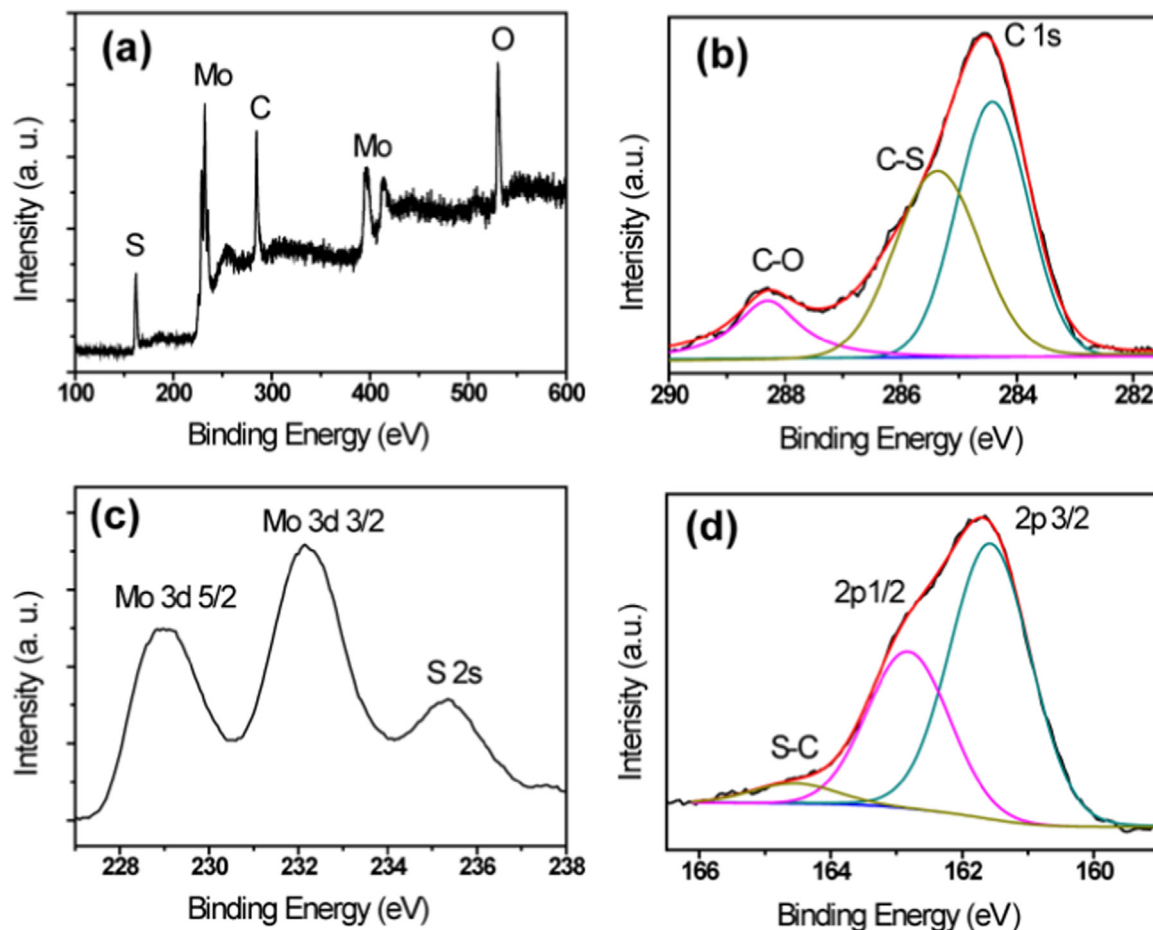 (a)
S
Mo
C
Mo
O
Intensity (a. u.)
100 200 300 400 500 600
Binding Energy (eV)
(b)
C 1s
C-S
C-O
Interisity (a.u.)
290 288 286 284 282
Binding Energy (eV)
(c)
Mo 3d 5/2
Mo 3d 3/2
S 2s
Intensity (a. u.)
228 230 232 234 236 238
Binding Energy (eV)
(d)
2p 3/2
2p1/2
S-C
Interisity (a.u.)
166 164 162 160
Binding Energy (eV)